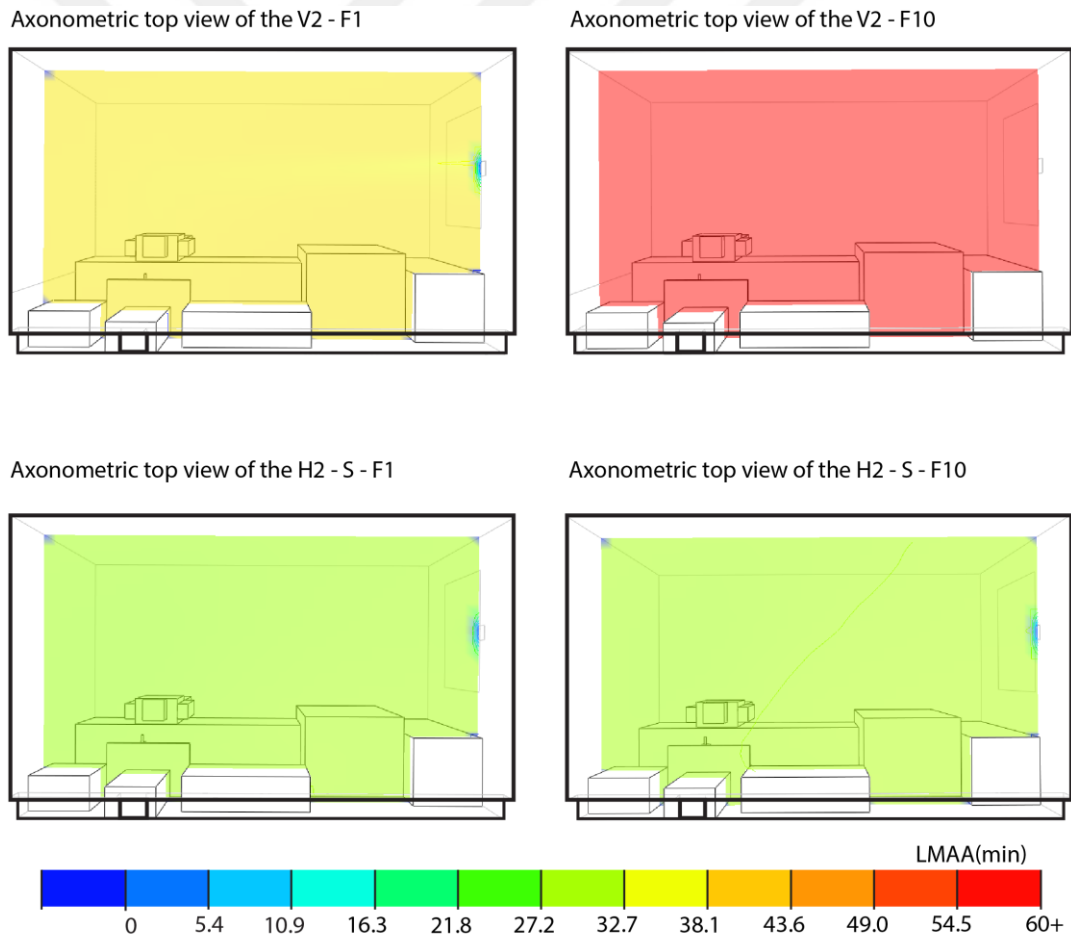 Axonometric top view of the V2 - F1
Axonometric top view of the V2 - F10
Axonometric top view of the H2 - S - F1
Axonometric top view of the H2 - S - F10
LMAA(min)
0 5.4 10.9 16.3 21.8 27.2 32.7 38.1 43.6 49.0 54.5 60+